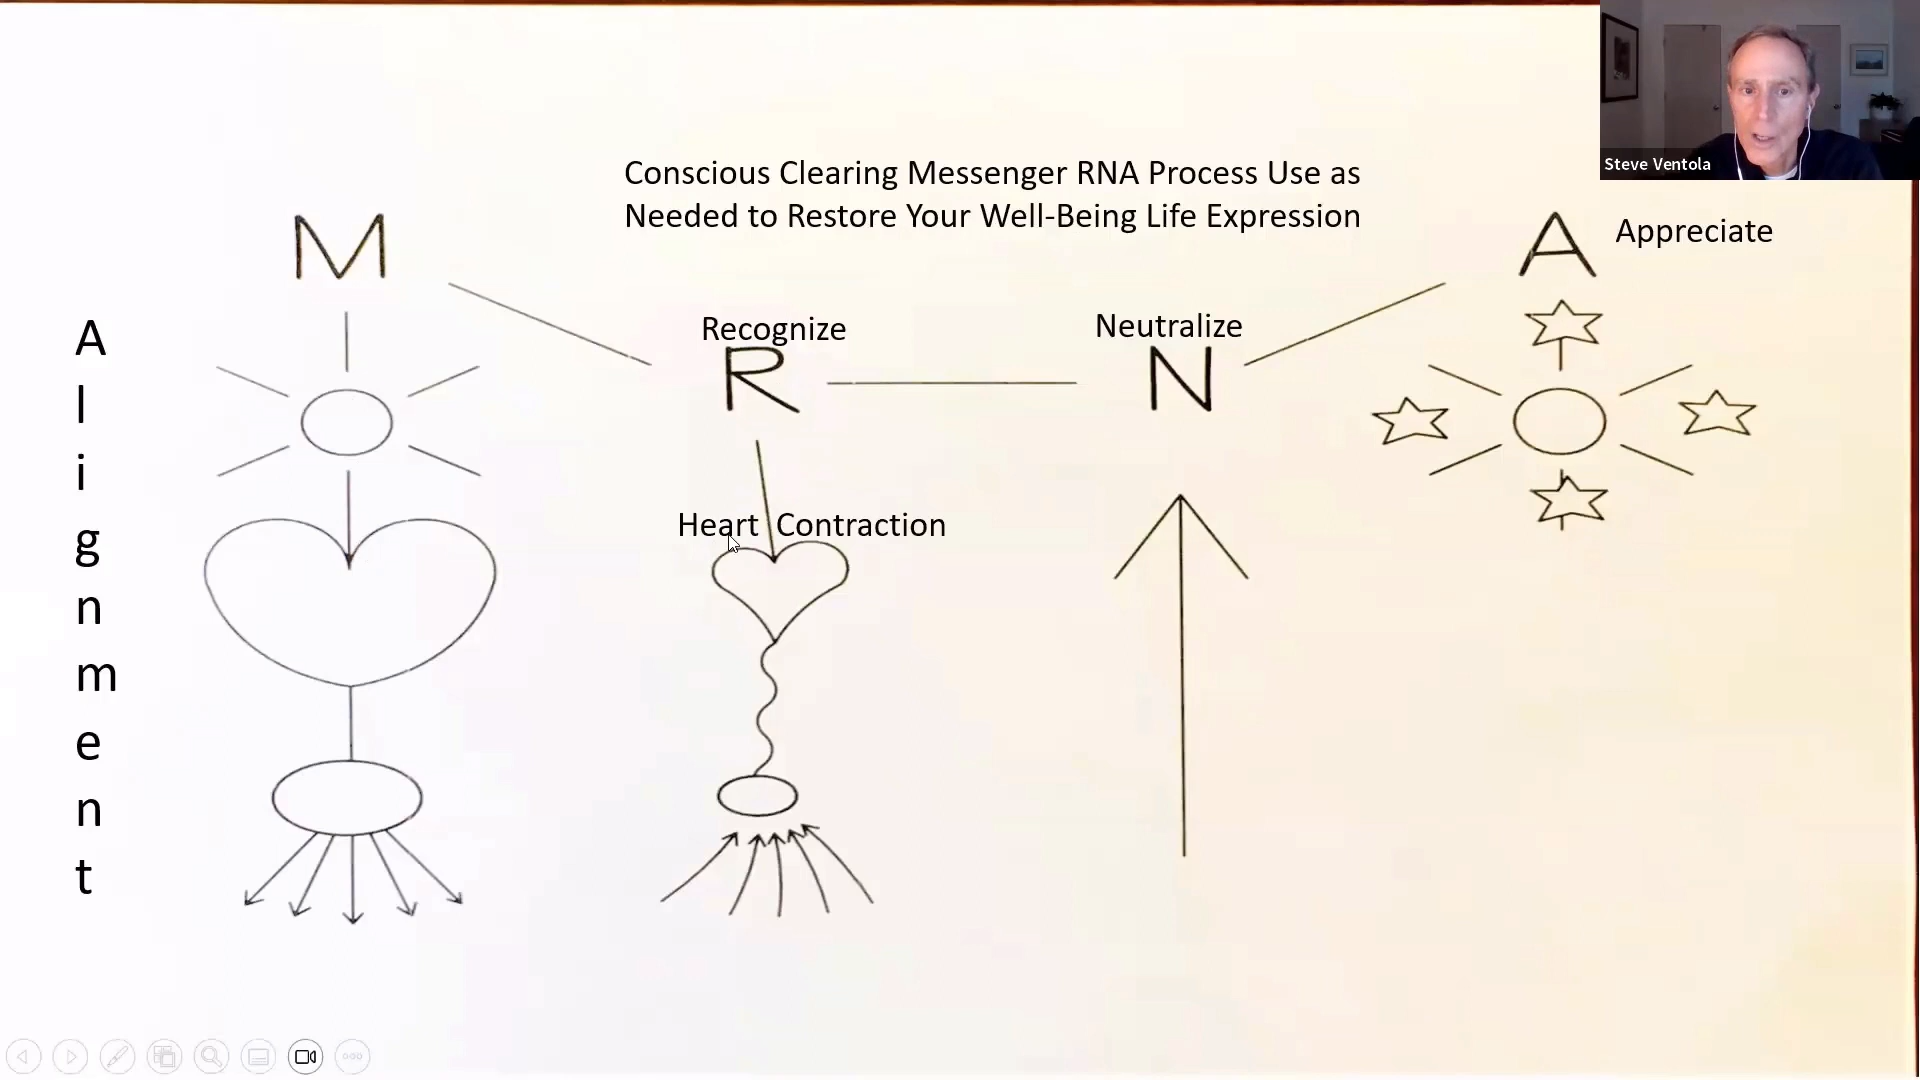 Steve Ventola
Conscious Clearing Messenger RNA Process Use as
Needed to Restore Your Well-Being Life Expression
M
A
Appreciate
Recognize
R
Neutralize
N
Heart Contraction
A
l
i
g
n
m
e
n
t